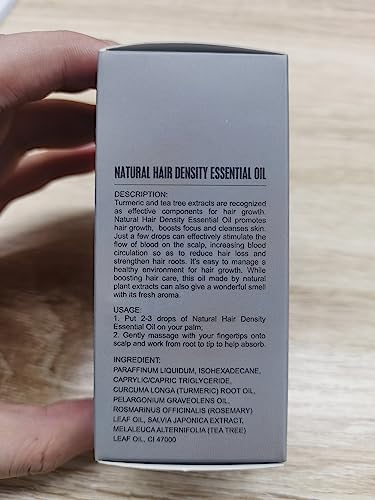 NATURAL HAIR DENSITY ESSENTIAL OIL
DESCRIPTION:
Turmeric and tea tree extracts are recognized
as effective components for hair growth.
Natural Hair Density Essential Oil promotes
hair growth, boosts focus and cleanses skin.
Just a few drops can effectively stimulate the
flow of blood on the scalp, increasing blood
circulation so as to reduce hair loss and
strengthen hair roots. It's easy to manage a
healthy environment for hair growth. While
boosting hair care, this oil made by natural
plant extracts can also give a wonderful smell
with its fresh aroma.
USAGE:
1. Put 2-3 drops of Natural Hair Density
Essential Oil on your palm;
2. Gently massage with your fingertips onto
scalp and work from root to tip to help absorb.
INGREDIENT:
PARAFFINUM LIQUIDUM, ISOHEXADECANE,
CAPRYLIC/CAPRIC TRIGLYCERIDE,
CURCUMA LONGA (TURMERIC) ROOT OIL,
PELARGONIUM GRAVEOLENS OIL,
ROSMARINUS OFFICINALIS (ROSEMARY)
LEAF OIL, SALVIA JAPONICA EXTRACT,
MELALEUCA ALTERNIFOLIA (TEA TREE)
LEAF OIL, CI 47000